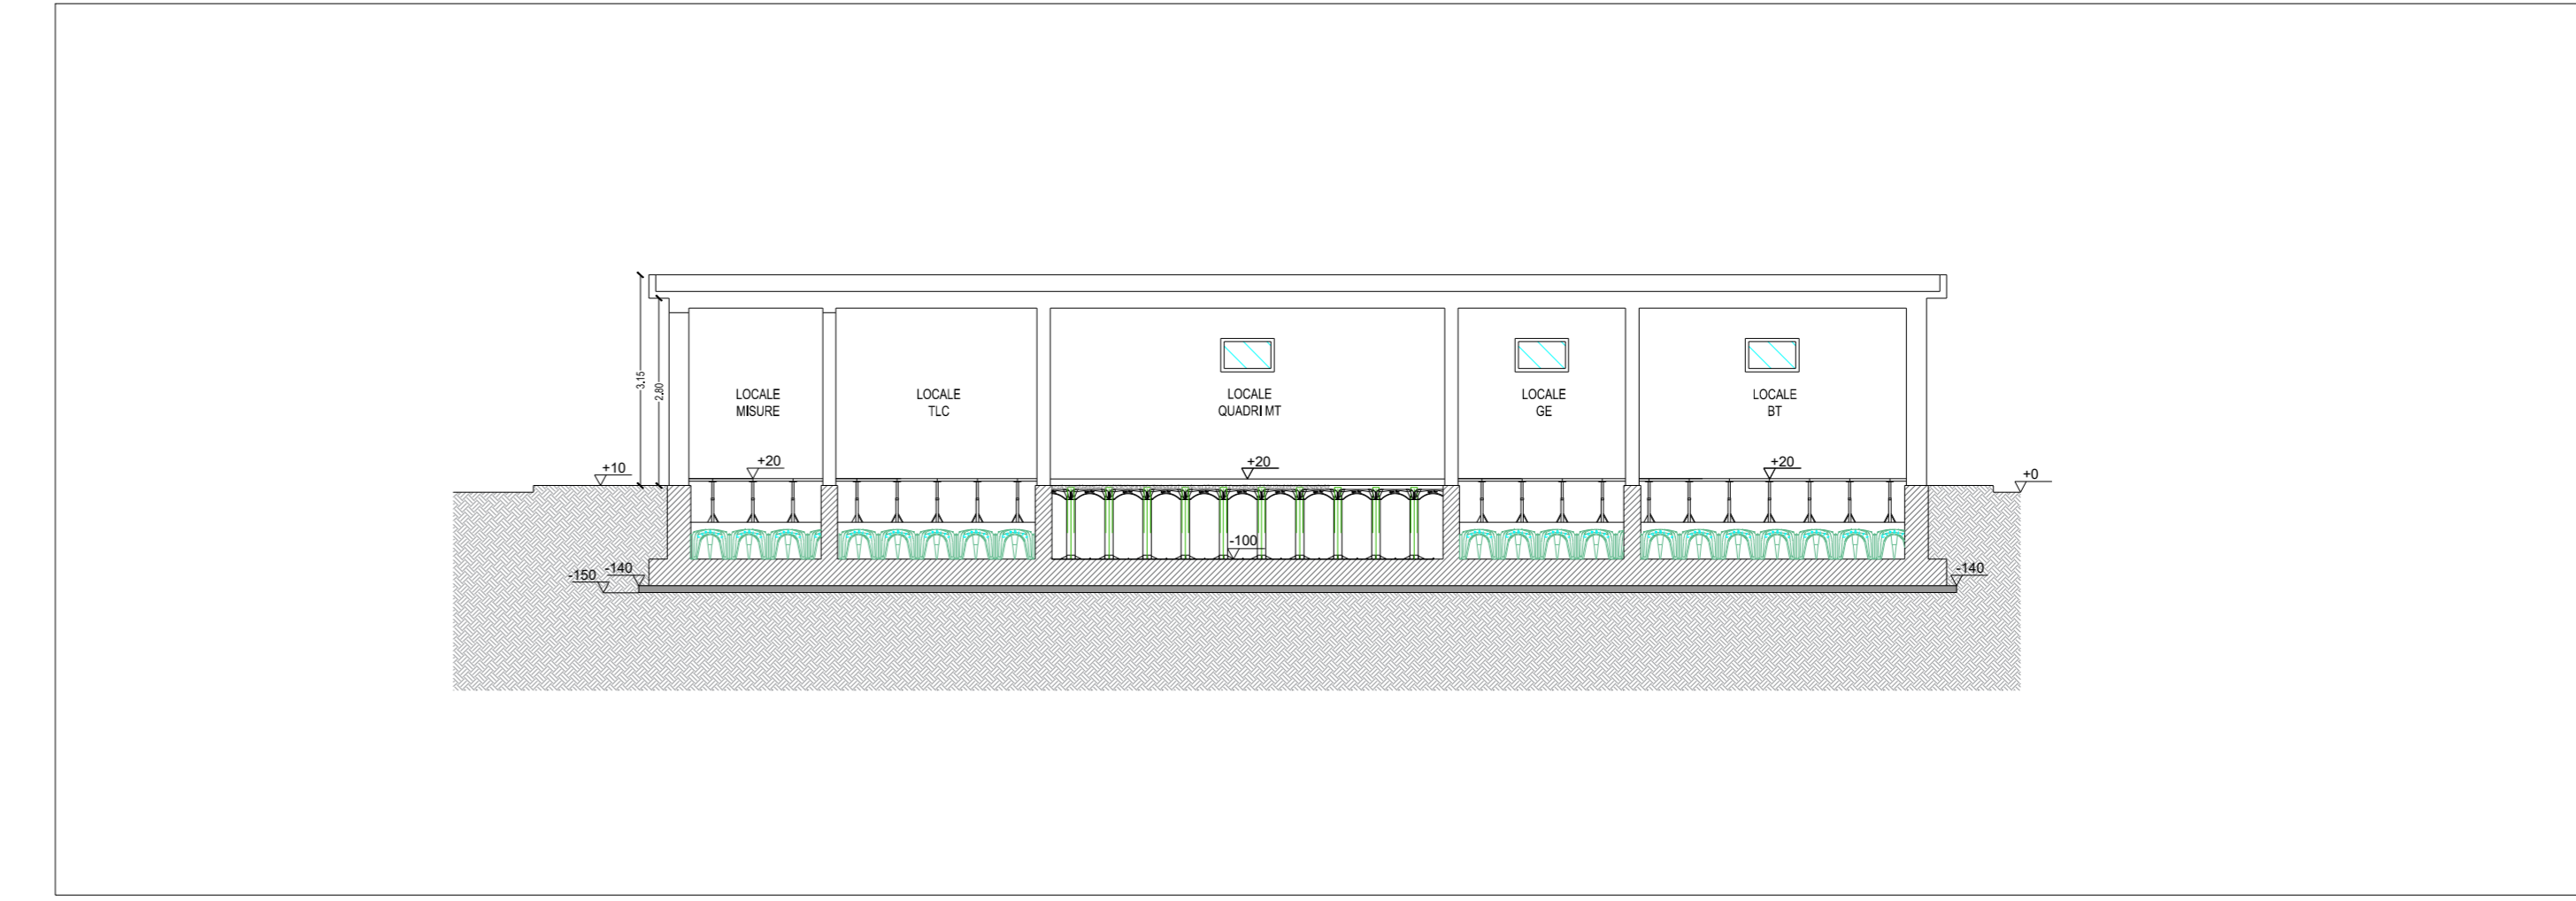 3,15
2,80
LOCALE
MISURE
LOCALE
TLC
LOCALE
QUADRI MT
LOCALE
GE
LOCALE
BT
+10
+20
+20
+20
+0
-100
-150
-140
-140